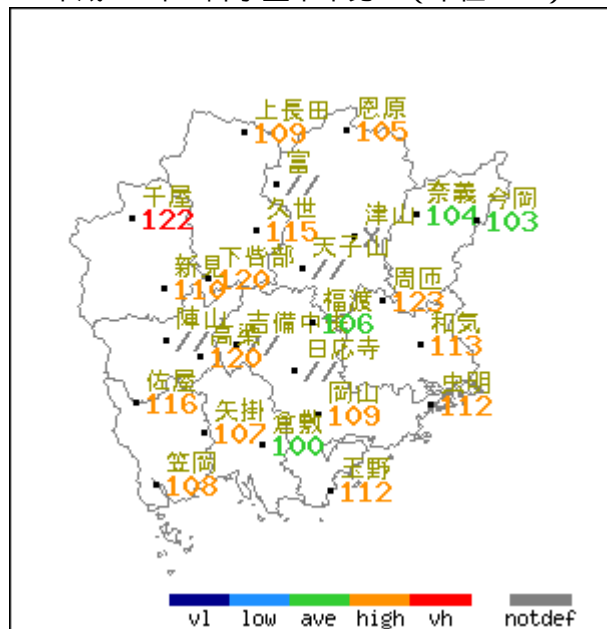 上長田
109
恩原
105
富
//
千屋
122
久世
115
津山
×
奈義
104
今岡
103
下呰部
120
天子山
//
新見
110
周匝
123
福渡
106
陣山
//
高梁
120
吉備中央
//
日応寺
//
和気
113
佐屋
116
矢掛
107
倉敷
100
岡山
109
虫明
112
笠岡
108
玉野
112
vl low ave high vh notdef